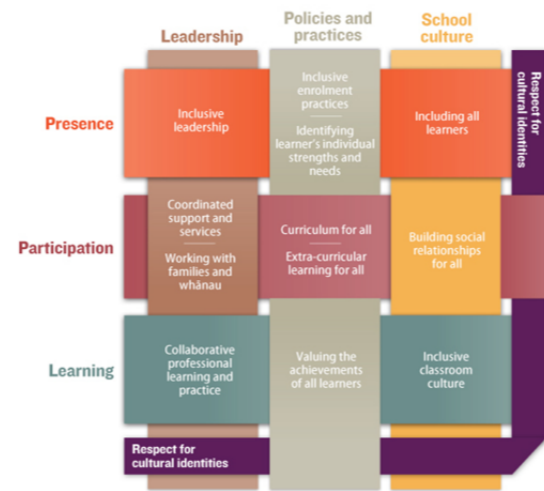 Leadership
Policies and
practices
School
culture
Presence
Inclusive
leadership
Inclusive
enrolment
practices
Identifying
learner's individual
strengths and
needs
Including all
learners
Respect for
cultural identities
Participation
Coordinated
support and
services
Working with
families and
whānau
Curriculum for all
Extra-curricular
learning for all
Building social
relationships
for all
Learning
Collaborative
professional
learning and
practice
Valuing the
achievements
of all learners
Inclusive
classroom
culture
Respect for
cultural identities